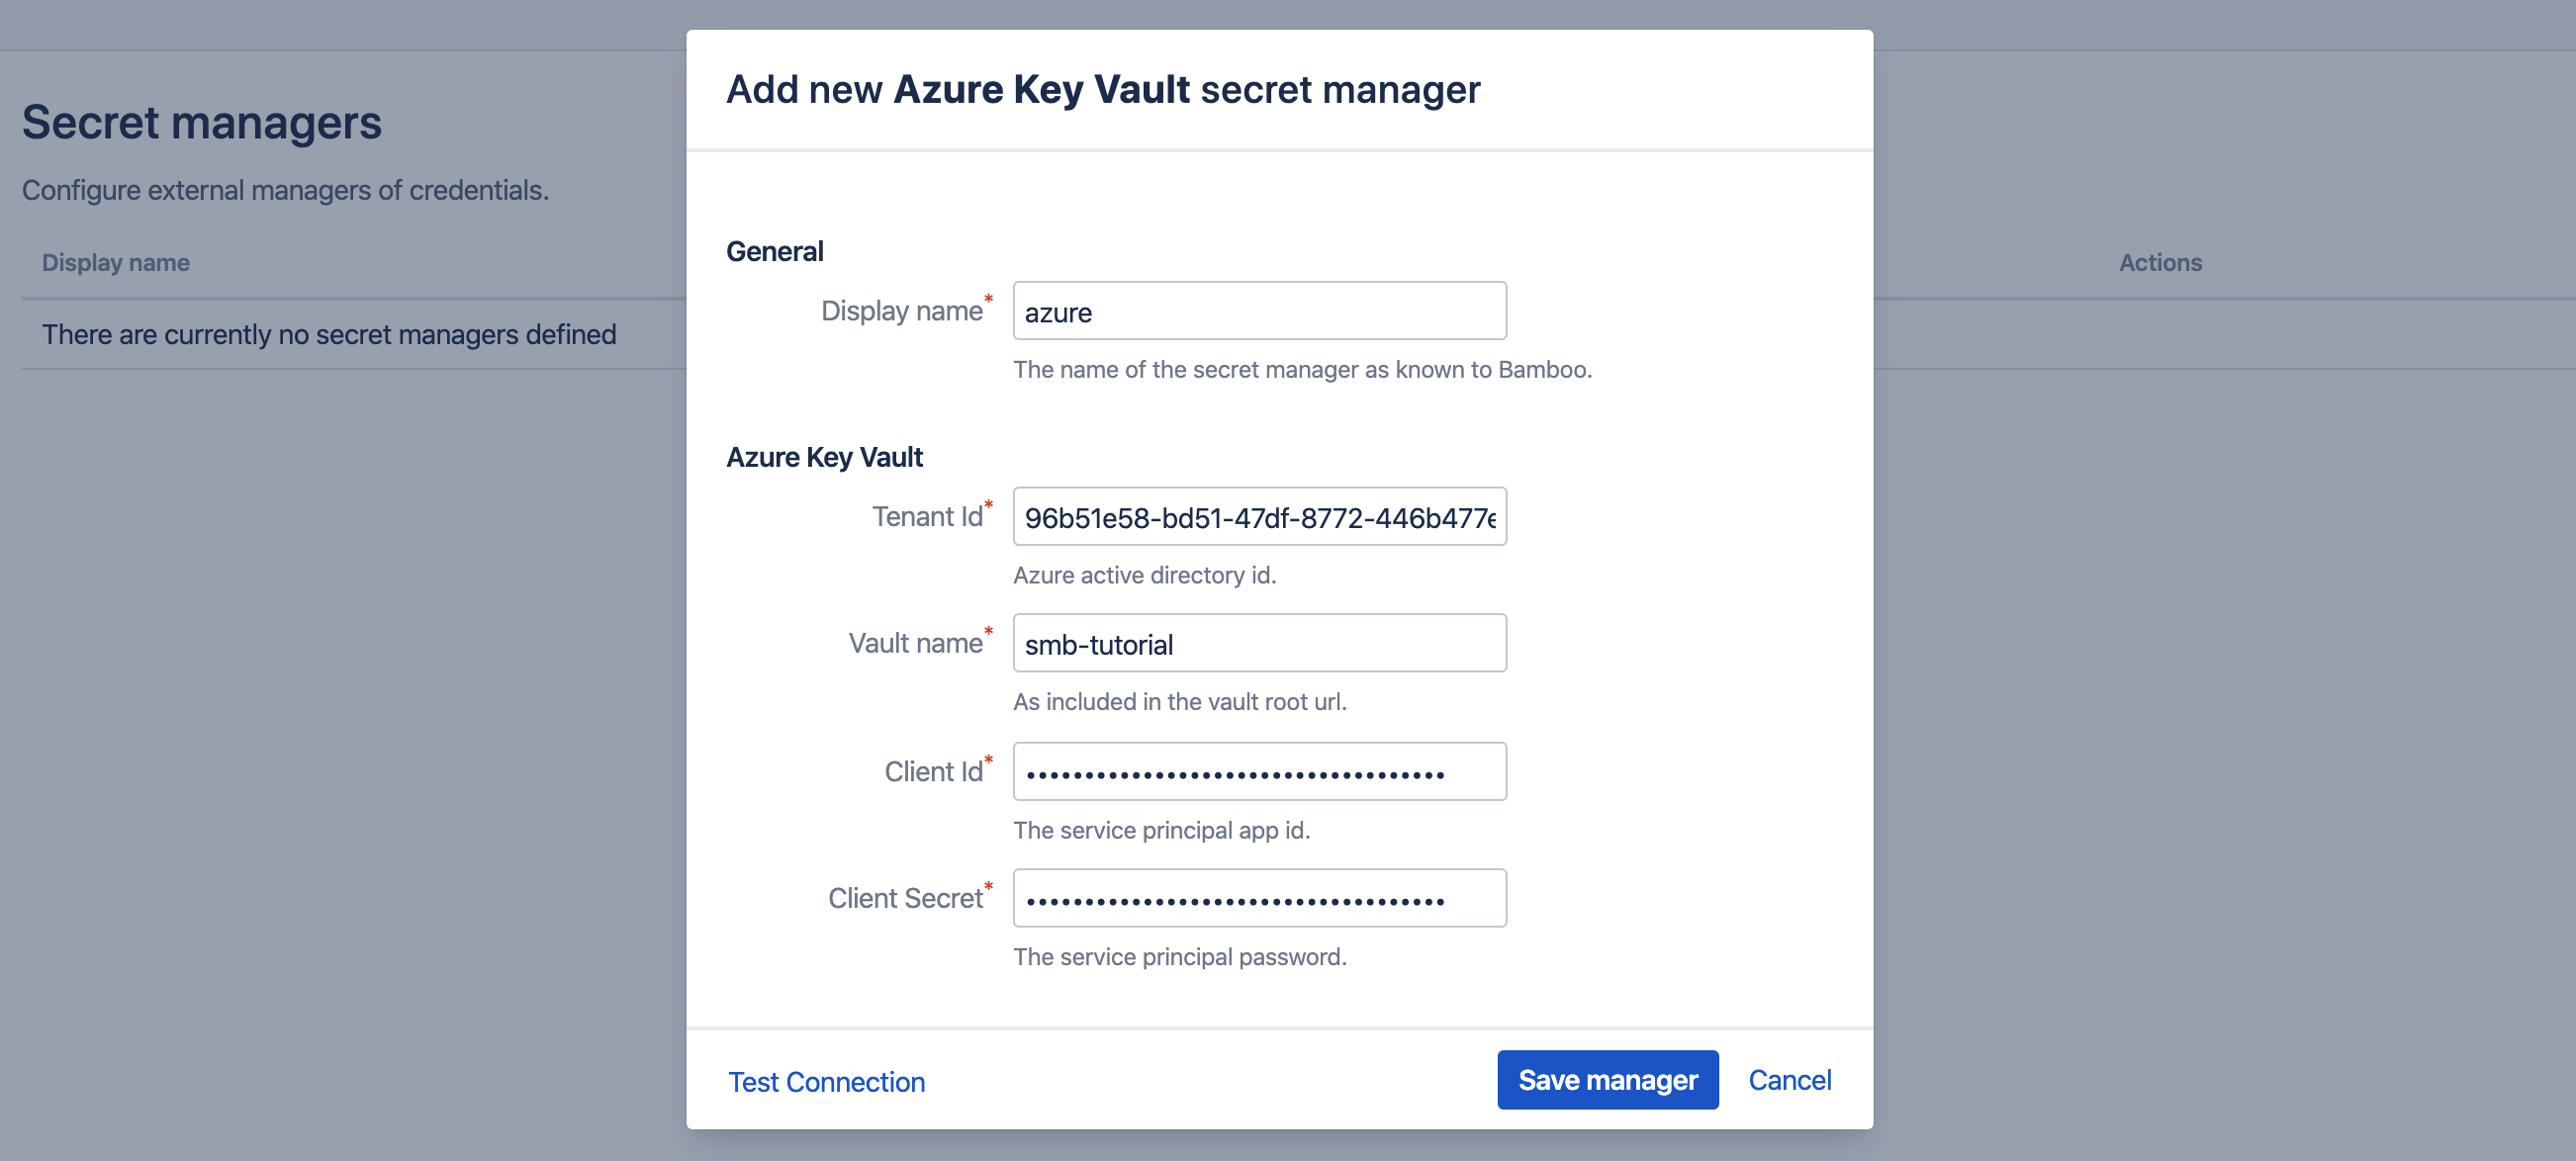 Add new Azure Key Vault secret manager
Secret managers
Configure external managers of credentials.
Display name
Actions
There are currently no secret managers defined
General
Display name*
azure
The name of the secret manager as known to Bamboo.
Azure Key Vault
Tenant Id*
96b51e58-bd51-47df-8772-446b477e
Azure active directory id.
Vault name*
smb-tutorial
As included in the vault root url.
Client Id*
••••••••••••••••••••••••••••••••••••
The service principal app id.
Client Secret*
••••••••••••••••••••••••••••••••••••
The service principal password.
Test Connection
Save manager
Cancel